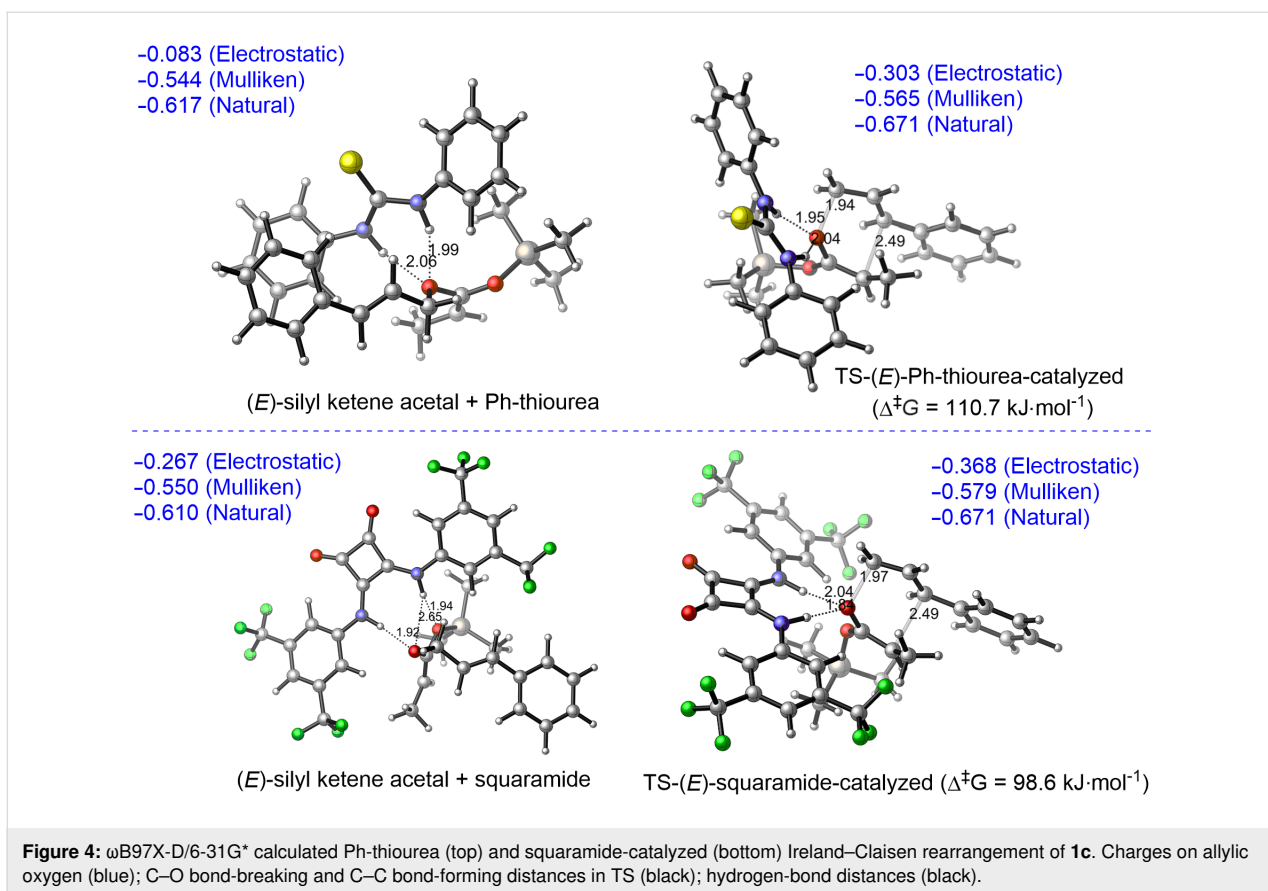 –0.083 (Electrostatic)
–0.544 (Mulliken)
–0.617 (Natural)
–0.303 (Electrostatic)
–0.565 (Mulliken)
–0.671 (Natural)
1.99
2.06
1.95
1.94
2.04
2.49
(E)-silyl ketene acetal + Ph-thiourea
TS-(E)-Ph-thiourea-catalyzed
(Δ‡G = 110.7 kJ·mol-1)
–0.267 (Electrostatic)
–0.550 (Mulliken)
–0.610 (Natural)
–0.368 (Electrostatic)
–0.579 (Mulliken)
–0.671 (Natural)
1.94
2.65
1.92
2.04
1.84
1.97
2.49
(E)-silyl ketene acetal + squaramide
TS-(E)-squaramide-catalyzed (Δ‡G = 98.6 kJ·mol-1)
Figure 4: ωB97X-D/6-31G* calculated Ph-thiourea (top) and squaramide-catalyzed (bottom) Ireland–Claisen rearrangement of 1c. Charges on allylic
oxygen (blue); C–O bond-breaking and C–C bond-forming distances in TS (black); hydrogen-bond distances (black).